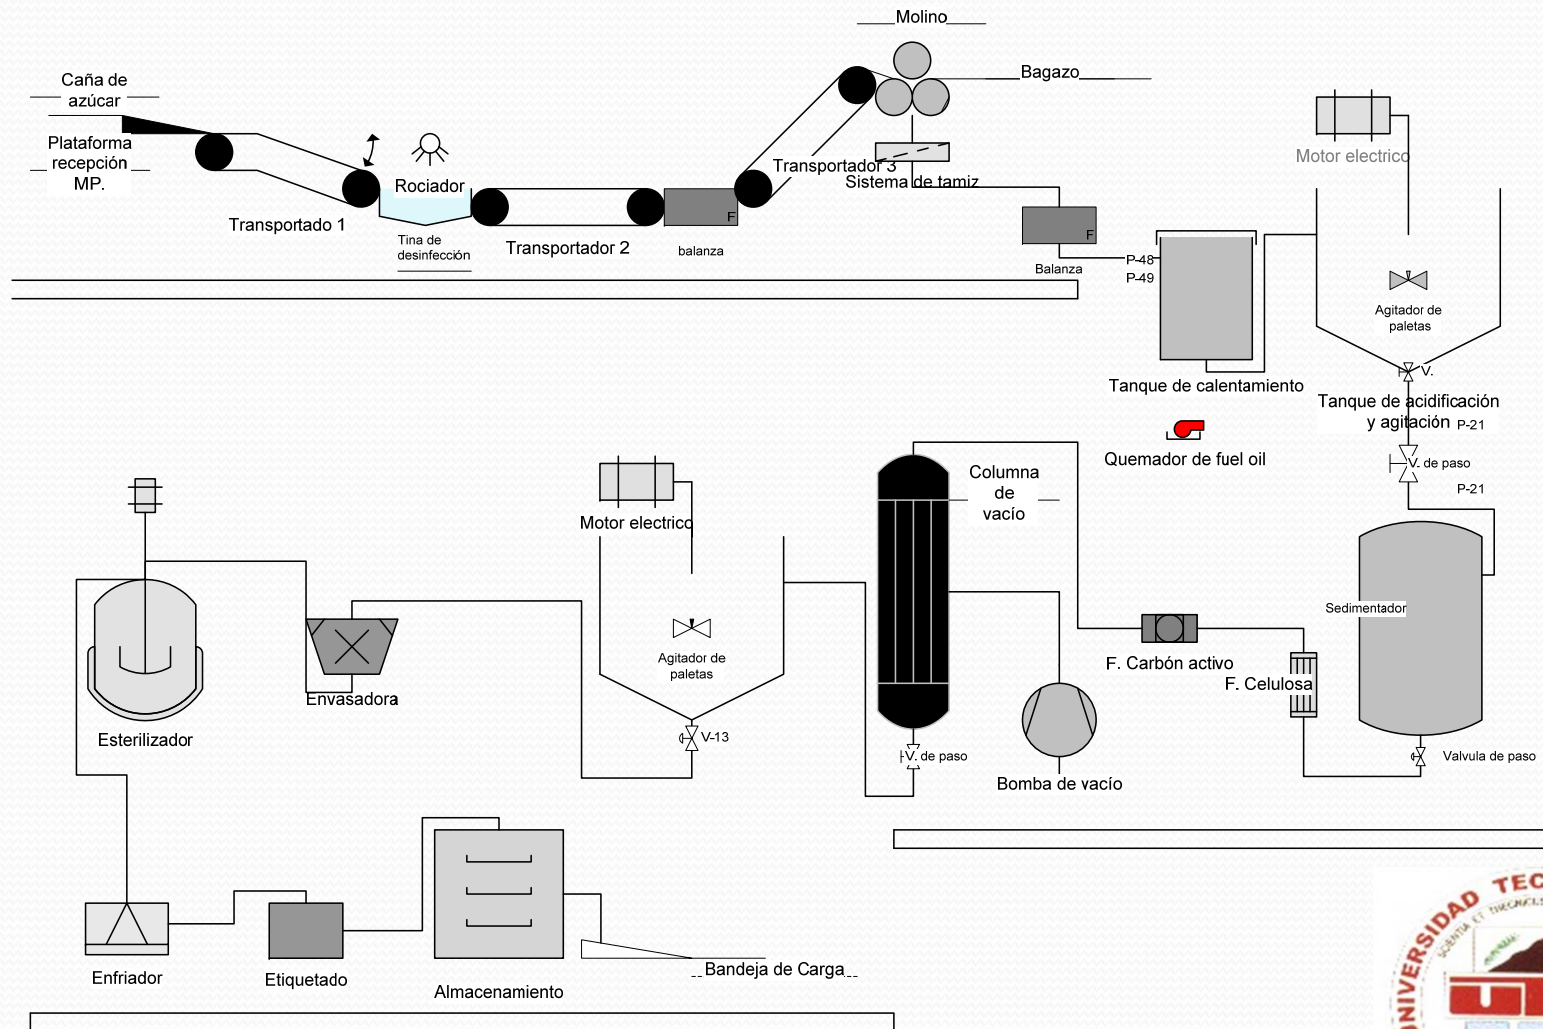 Molino
Bagazo
Caña de
azúcar
Plataforma
recepción
MP.
Transportado 1
Rociador
Tina de
desinfección
Transportador 2
balanza
F
Transportador 3
Sistema de tamiz
F
Balanza
P-48
P-49
Motor electrico
Agitador de
paletas
V.
Tanque de calentamiento
Tanque de acidificación
y agitación
P-21
Quemador de fuel oil
V. de paso
P-21
Columna
de
vacío
Motor electrico
Sedimentador
Agitador de
paletas
F. Carbón activo
F. Celulosa
Envasadora
Esterilizador
V-13
V. de paso
Valvula de paso
Bomba de vacío
Enfriador
Etiquetado
Almacenamiento
Bandeja de Carga
UNIVERSIDAD TEC